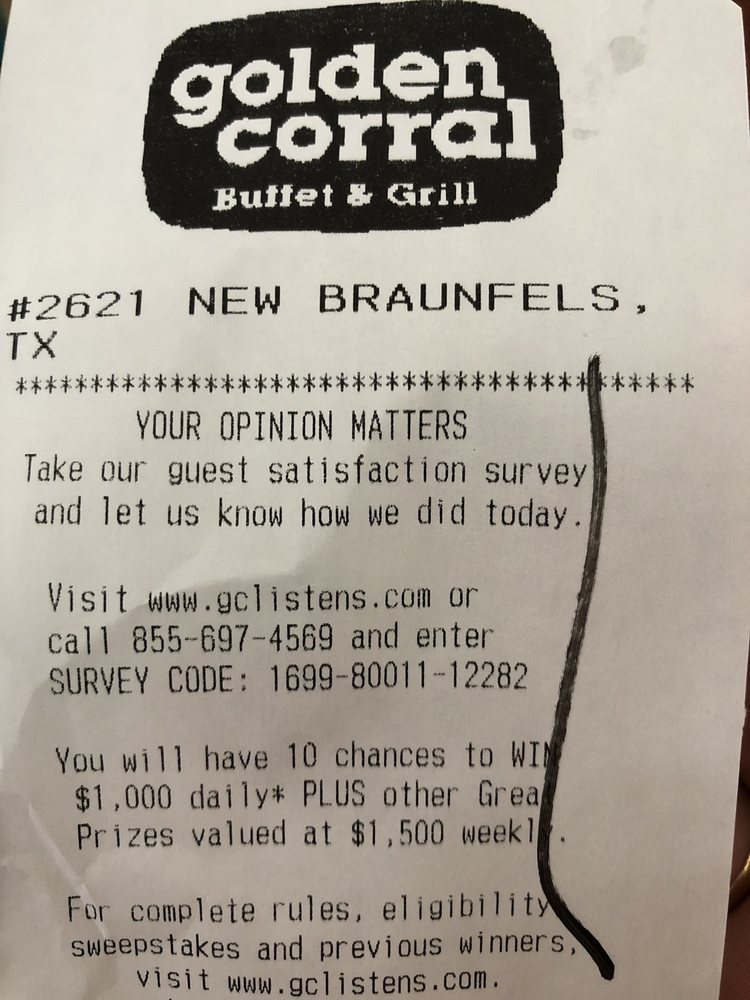 golden
corral
Buffet & Grill
#2621 NEW BRAUNFELS,
TX
**********************************************
YOUR OPINION MATTERS
Take our guest satisfaction survey
and let us know how we did today.
Visit www.gclistens.com or
call 855-697-4569 and enter
SURVEY CODE: 1699-80011-12282
You will have 10 chances to WIN
$1,000 daily* PLUS other Great
Prizes valued at $1,500 weekly.
For complete rules, eligibility
sweepstakes and previous winners,
visit www.gclistens.com.